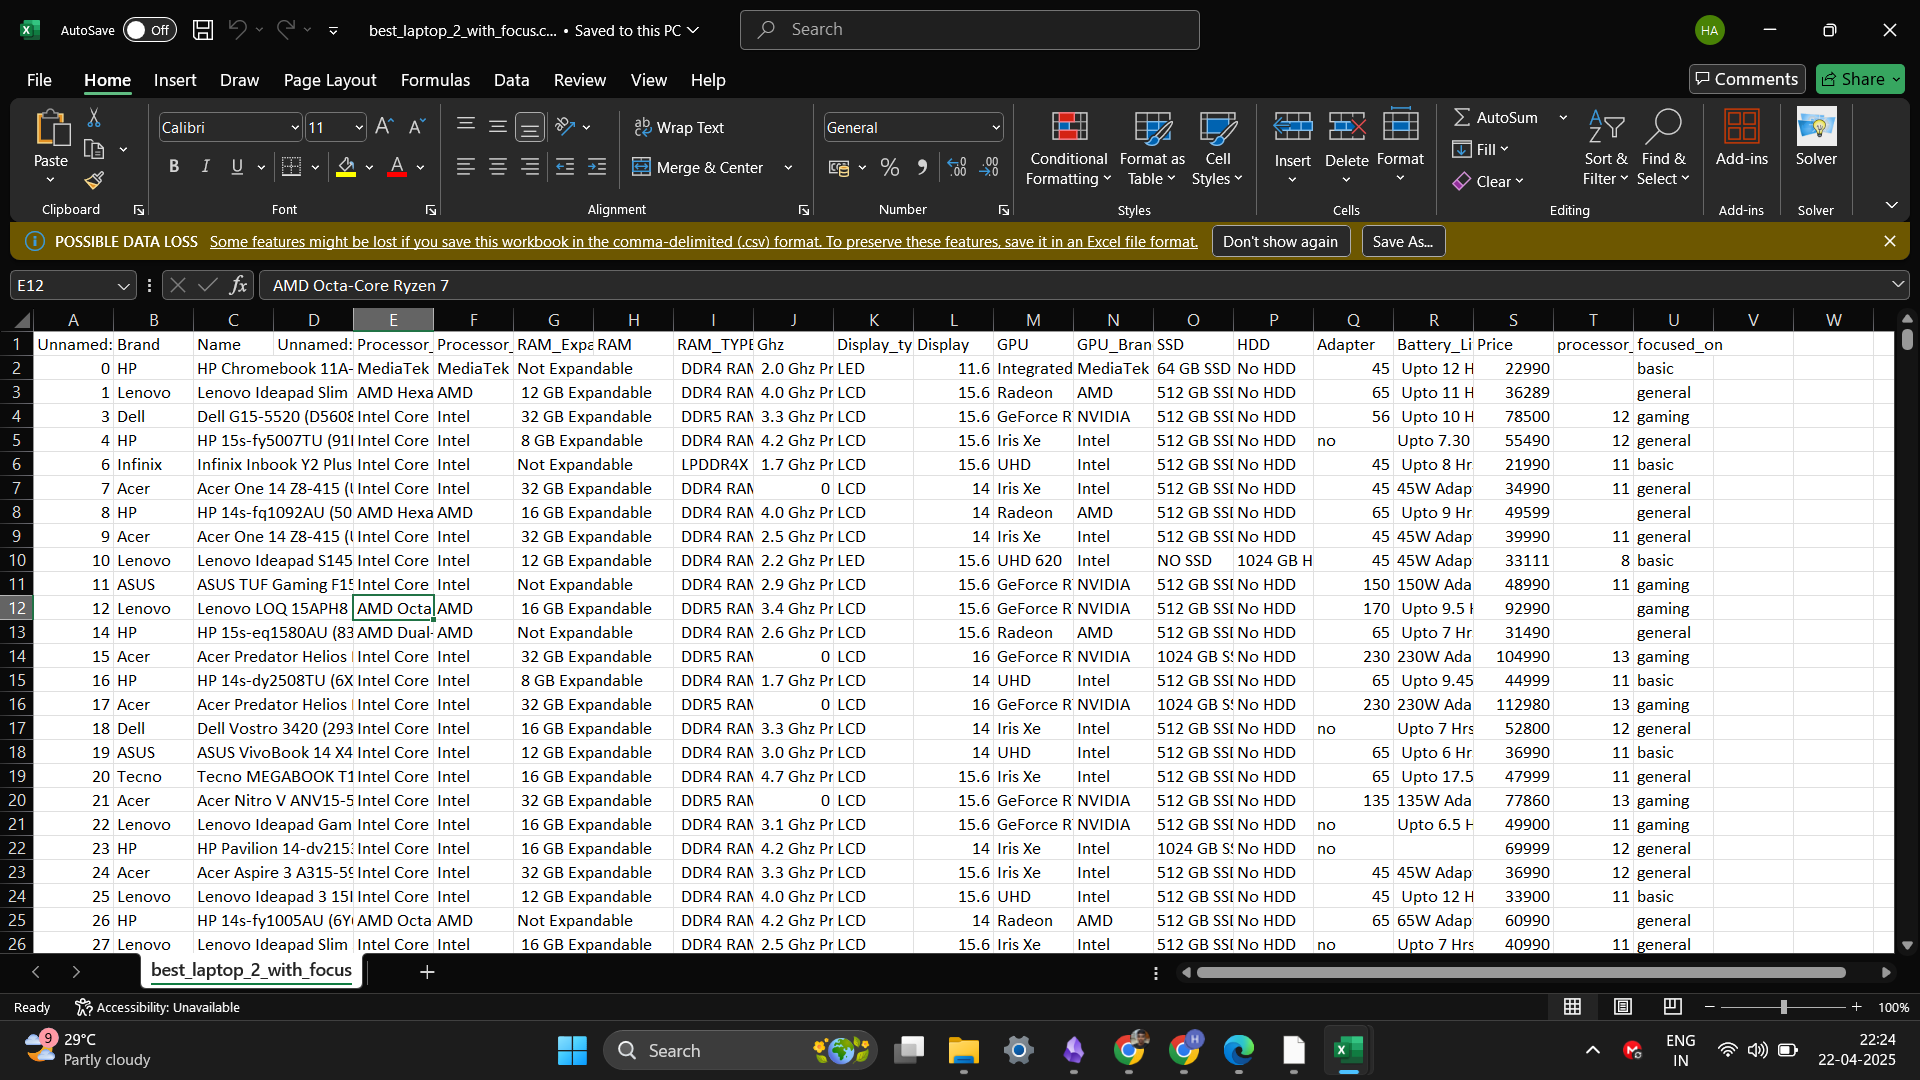 AutoSave Off best_laptop_2_with_focus.c... • Saved to this PC Search HA
File Home Insert Draw Page Layout Formulas Data Review View Help Comments Share
Paste Calibri 11 Wrap Text General Conditional Formatting Format as Table Cell Styles Insert Delete Format AutoSum Fill Clear Sort & Filter Find & Select Add-ins Solver
B I U Merge & Center
Clipboard Font Alignment Number Styles Cells Editing Add-ins Solver
POSSIBLE DATA LOSS Some features might be lost if you save this workbook in the comma-delimited (.csv) format. To preserve these features, save it in an Excel file format. Don't show again Save As...
E12 fx AMD Octa-Core Ryzen 7
A B C D E F G H I J K L M N O P Q R S T U V W
1 Unnamed: Brand Name Unnamed: Processor_ Processor_ RAM_Expa RAM RAM_TYPE Ghz Display_ty Display GPU GPU_Bran SSD HDD Adapter Battery_Li Price processor_ focused_on
2 0 HP HP Chromebook 11A- MediaTek MediaTek Not Expandable DDR4 RAM 2.0 Ghz Pr LED 11.6 Integrated MediaTek 64 GB SSD No HDD 45 Upto 12 H 22990 basic
3 1 Lenovo Lenovo Ideapad Slim AMD Hexa AMD 12 GB Expandable DDR4 RAM 4.0 Ghz Pr LCD 15.6 Radeon AMD 512 GB SSD No HDD 65 Upto 11 H 36289 general
4 3 Dell Dell G15-5520 (D5608 Intel Core Intel 32 GB Expandable DDR5 RAM 3.3 Ghz Pr LCD 15.6 GeForce RT NVIDIA 512 GB SSD No HDD 56 Upto 10 H 78500 12 gaming
5 4 HP HP 15s-fy5007TU (91I Intel Core Intel 8 GB Expandable DDR4 RAM 4.2 Ghz Pr LCD 15.6 Iris Xe Intel 512 GB SSD No HDD no Upto 7.30 55490 12 general
6 6 Infinix Infinix Inbook Y2 Plus Intel Core Intel Not Expandable LPDDR4X 1.7 Ghz Pr LCD 15.6 UHD Intel 512 GB SSD No HDD 45 Upto 8 Hr 21990 11 basic
7 7 Acer Acer One 14 Z8-415 (U Intel Core Intel 32 GB Expandable DDR4 RAM 0 LCD 14 Iris Xe Intel 512 GB SSD No HDD 45 45W Adap 34990 11 general
8 8 HP HP 14s-fq1092AU (50 AMD Hexa AMD 16 GB Expandable DDR4 RAM 4.0 Ghz Pr LCD 14 Radeon AMD 512 GB SSD No HDD 65 Upto 9 Hr 49599 general
9 9 Acer Acer One 14 Z8-415 (U Intel Core Intel 32 GB Expandable DDR4 RAM 2.5 Ghz Pr LCD 14 Iris Xe Intel 512 GB SSD No HDD 45 45W Adap 39990 11 general
10 10 Lenovo Lenovo Ideapad S145 Intel Core Intel 12 GB Expandable DDR4 RAM 2.2 Ghz Pr LED 15.6 UHD 620 Intel NO SSD 1024 GB H 45 45W Adap 33111 8 basic
11 11 ASUS ASUS TUF Gaming F15 Intel Core Intel Not Expandable DDR4 RAM 2.9 Ghz Pr LCD 15.6 GeForce RT NVIDIA 512 GB SSD No HDD 150 150W Ada 48990 11 gaming
12 12 Lenovo Lenovo LOQ 15APH8 AMD Octa AMD 16 GB Expandable DDR5 RAM 3.4 Ghz Pr LCD 15.6 GeForce RT NVIDIA 512 GB SSD No HDD 170 Upto 9.5 H 92990 gaming
13 14 HP HP 15s-eq1580AU (83 AMD Dual- AMD Not Expandable DDR4 RAM 2.6 Ghz Pr LCD 15.6 Radeon AMD 512 GB SSD No HDD 65 Upto 7 Hr 31490 general
14 15 Acer Acer Predator Helios Intel Core Intel 32 GB Expandable DDR5 RAM 0 LCD 16 GeForce RT NVIDIA 1024 GB SS No HDD 230 230W Ada 104990 13 gaming
15 16 HP HP 14s-dy2508TU (6X Intel Core Intel 8 GB Expandable DDR4 RAM 1.7 Ghz Pr LCD 14 UHD Intel 512 GB SSD No HDD 65 Upto 9.45 44999 11 basic
16 17 Acer Acer Predator Helios Intel Core Intel 32 GB Expandable DDR5 RAM 0 LCD 16 GeForce RT NVIDIA 1024 GB SS No HDD 230 230W Ada 112980 13 gaming
17 18 Dell Dell Vostro 3420 (293 Intel Core Intel 16 GB Expandable DDR4 RAM 3.3 Ghz Pr LCD 14 Iris Xe Intel 512 GB SSD No HDD no Upto 7 Hrs 52800 12 general
18 19 ASUS ASUS VivoBook 14 X4 Intel Core Intel 12 GB Expandable DDR4 RAM 3.0 Ghz Pr LCD 14 UHD Intel 512 GB SSD No HDD 65 Upto 6 Hr 36990 11 basic
19 20 Tecno Tecno MEGABOOK T1 Intel Core Intel 16 GB Expandable DDR4 RAM 4.7 Ghz Pr LCD 15.6 Iris Xe Intel 512 GB SSD No HDD 65 Upto 17.5 47999 11 general
20 21 Acer Acer Nitro V ANV15-5 Intel Core Intel 32 GB Expandable DDR5 RAM 0 LCD 15.6 GeForce RT NVIDIA 512 GB SSD No HDD 135 135W Ada 77860 13 gaming
21 22 Lenovo Lenovo Ideapad Gam Intel Core Intel 16 GB Expandable DDR4 RAM 3.1 Ghz Pr LCD 15.6 GeForce RT NVIDIA 512 GB SSD No HDD no Upto 6.5 H 49900 11 gaming
22 23 HP HP Pavilion 14-dv2153 Intel Core Intel 16 GB Expandable DDR4 RAM 4.2 Ghz Pr LCD 14 Iris Xe Intel 1024 GB SS No HDD no 69999 12 general
23 24 Acer Acer Aspire 3 A315-59 Intel Core Intel 32 GB Expandable DDR4 RAM 3.3 Ghz Pr LCD 15.6 Iris Xe Intel 512 GB SSD No HDD 45 45W Adap 36990 12 general
24 25 Lenovo Lenovo Ideapad 3 15I Intel Core Intel 12 GB Expandable DDR4 RAM 4.0 Ghz Pr LCD 15.6 UHD Intel 512 GB SSD No HDD 45 Upto 12 H 33900 11 basic
25 26 HP HP 14s-fy1005AU (6Y AMD Octa AMD Not Expandable DDR4 RAM 4.2 Ghz Pr LCD 14 Radeon AMD 512 GB SSD No HDD 65 65W Adap 60990 general
26 27 Lenovo Lenovo Ideapad Slim Intel Core Intel 16 GB Expandable DDR4 RAM 2.5 Ghz Pr LCD 15.6 Iris Xe Intel 512 GB SSD No HDD no Upto 7 Hrs 40990 11 general
best_laptop_2_with_focus
Ready Accessibility: Unavailable 100%
9 29°C Partly cloudy Search ENG IN 22:24 22-04-2025